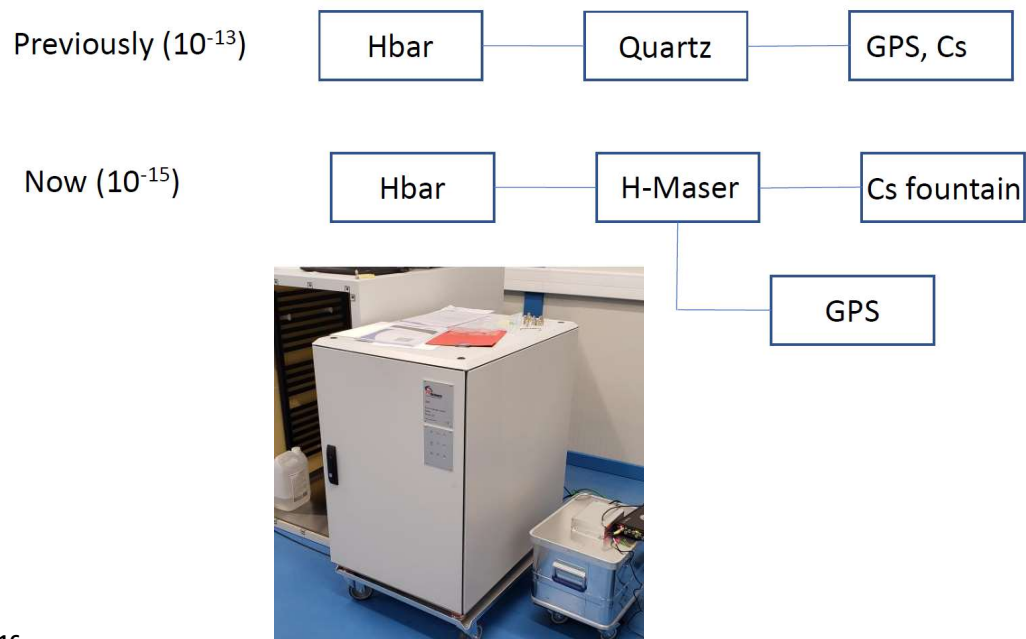 Previously (10⁻¹³)
Hbar
Quartz
GPS, Cs
Now (10⁻¹⁵)
Hbar
H-Maser
Cs fountain
GPS